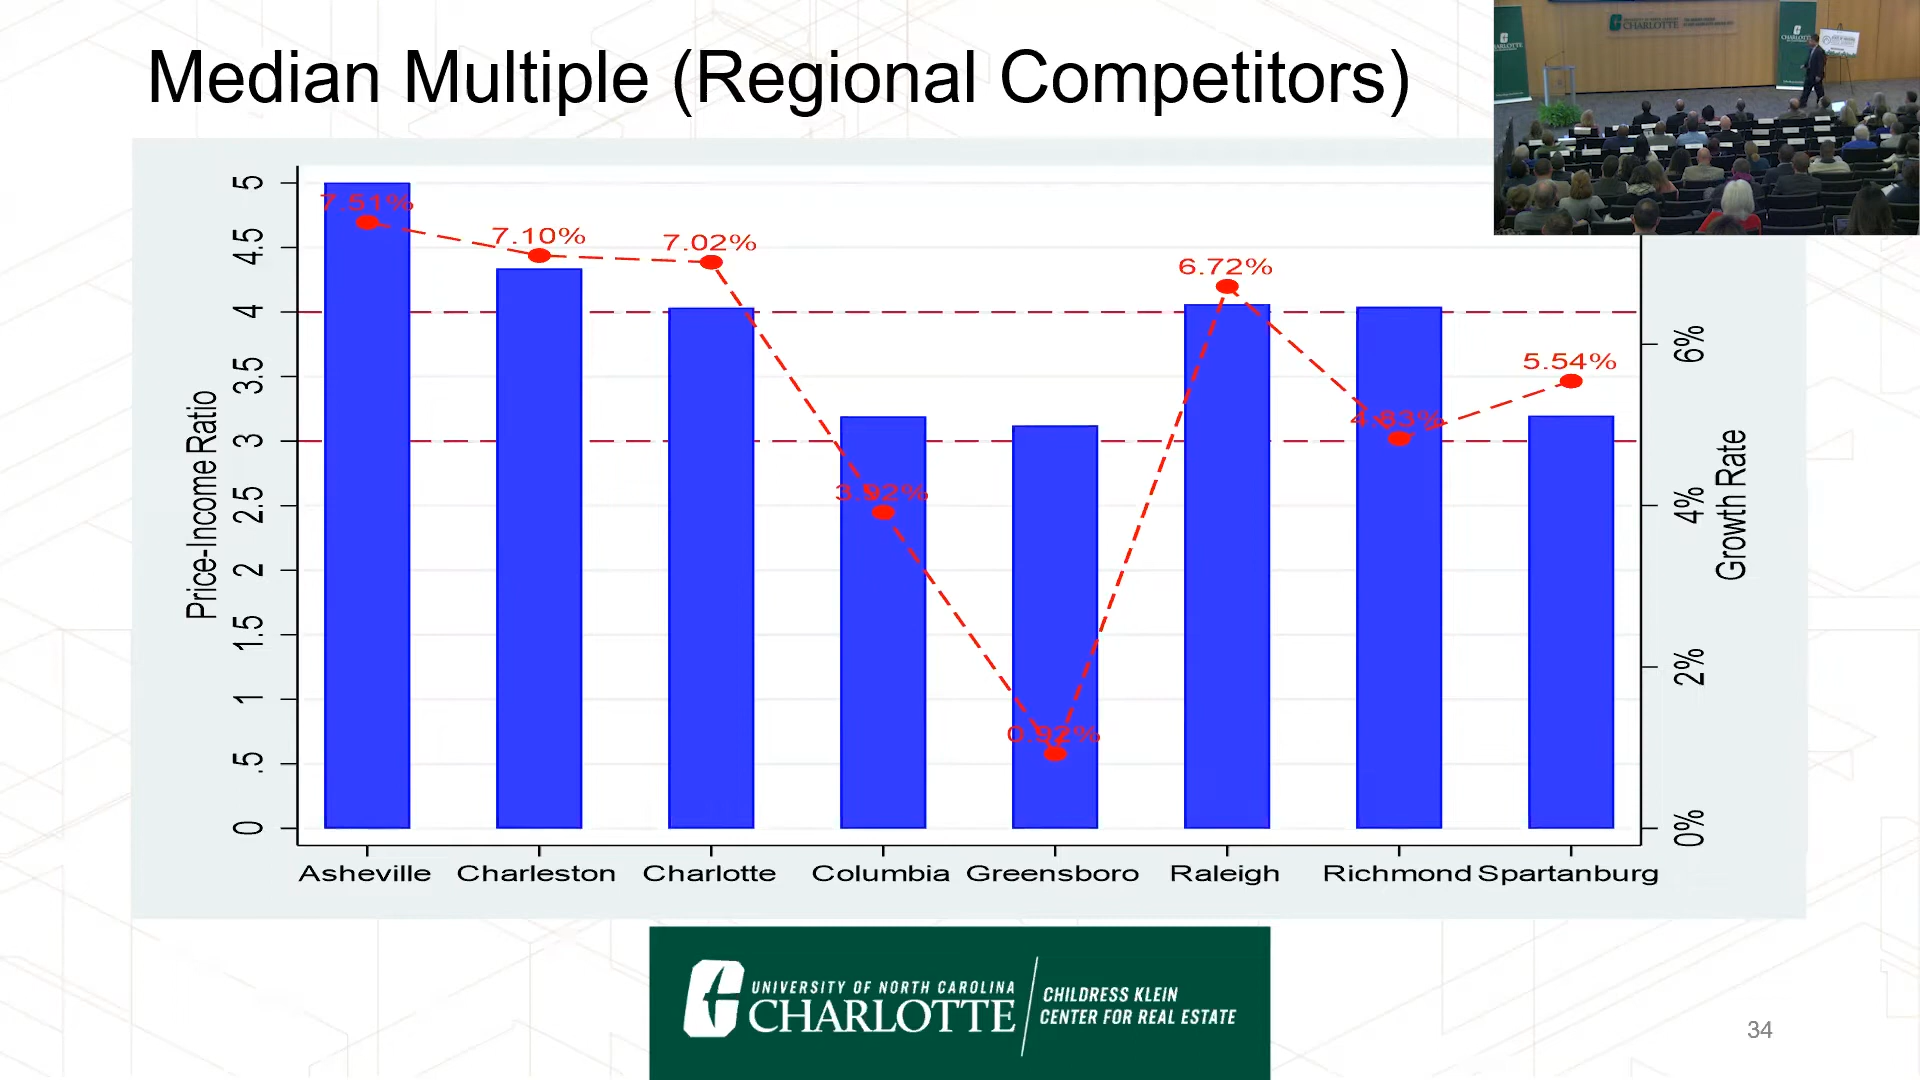 Median Multiple (Regional Competitors)
CHARLOTTE
CHARLOTTE
7.51%
7.10%
7.02%
3.92%
0.92%
6.72%
4.83%
5.54%
Price-Income Ratio
5
4.5
4
3.5
3
2.5
2
1.5
1
.5
0
6%
4%
2%
0%
Growth Rate
Asheville Charleston Charlotte Columbia Greensboro Raleigh Richmond Spartanburg
UNIVERSITY OF NORTH CAROLINA
CHARLOTTE
CHILDRESS KLEIN
CENTER FOR REAL ESTATE
34